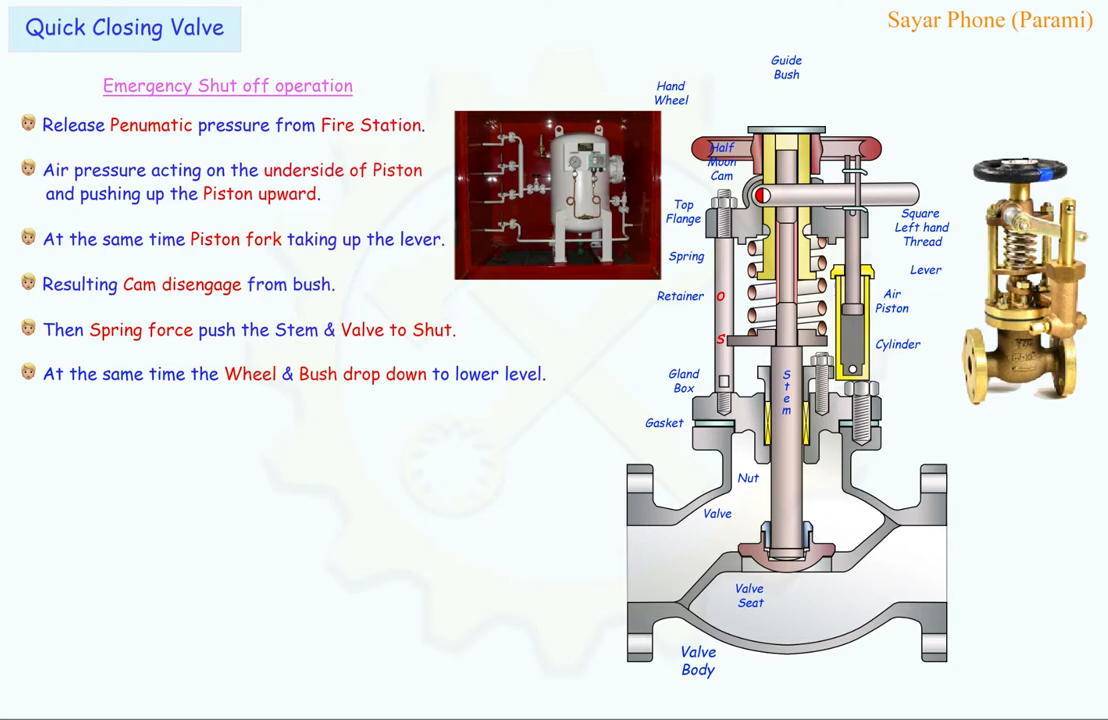 Quick Closing Valve
Sayar Phone (Parami)
Emergency Shut off operation
Release Penumatic pressure from Fire Station.
Air pressure acting on the underside of Piston
and pushing up the Piston upward.
At the same time Piston fork taking up the lever.
Resulting Cam disengage from bush.
Then Spring force push the Stem & Valve to Shut.
At the same time the Wheel & Bush drop down to lower level.
Guide
Bush
Hand
Wheel
Half
Moon
Cam
Top
Flange
Square
Left hand
Thread
Spring
Lever
Retainer
O
Air
Piston
S
Cylinder
Gland
Box
Stem
Gasket
Nut
Valve
Valve
Seat
Valve
Body